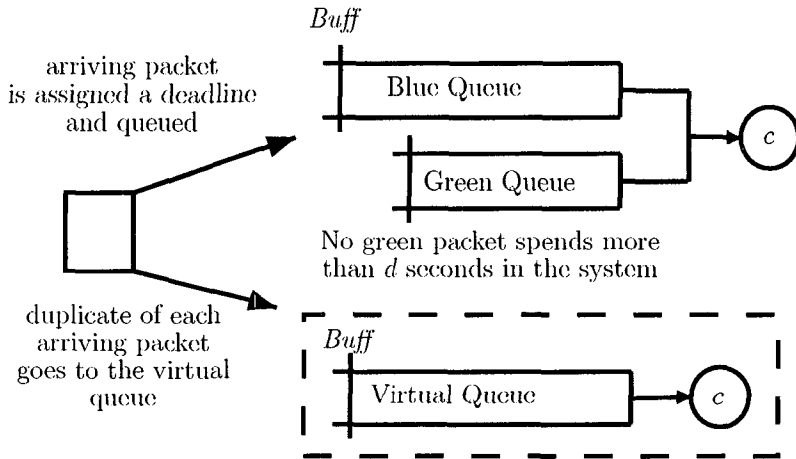 Buff
arriving packet
is assigned a deadline
and queued
Blue Queue
c
Green Queue
No green packet spends more
than d seconds in the system
duplicate of each
arriving packet
goes to the virtual
queue
Buff
Virtual Queue
c